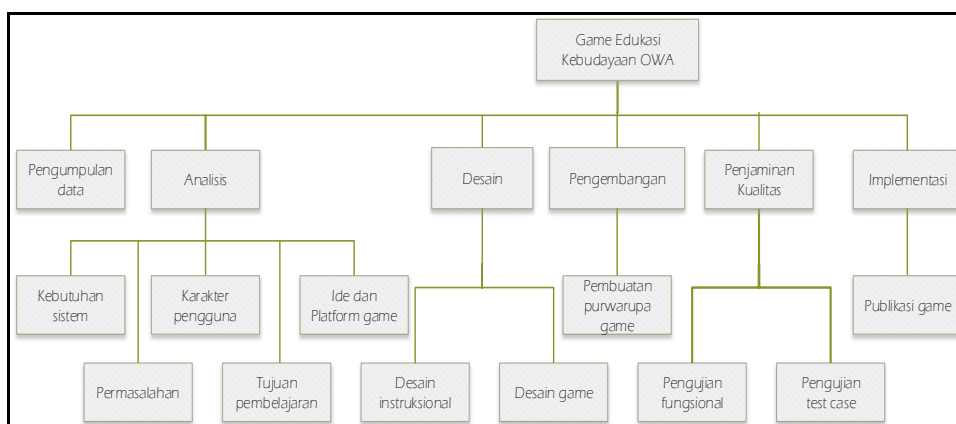 Game Edukasi
Kebudayaan OWA
Pengumpulan
data
Analisis
Desain
Pengembangan
Penjaminan
Kualitas
Implementasi
Kebutuhan
sistem
Karakter
pengguna
Ide dan
Platform game
Pembuatan
purwarupa
game
Publikasi game
Permasalahan
Tujuan
pembelajaran
Desain
instruksional
Desain game
Pengujian
fungsional
Pengujian
test case